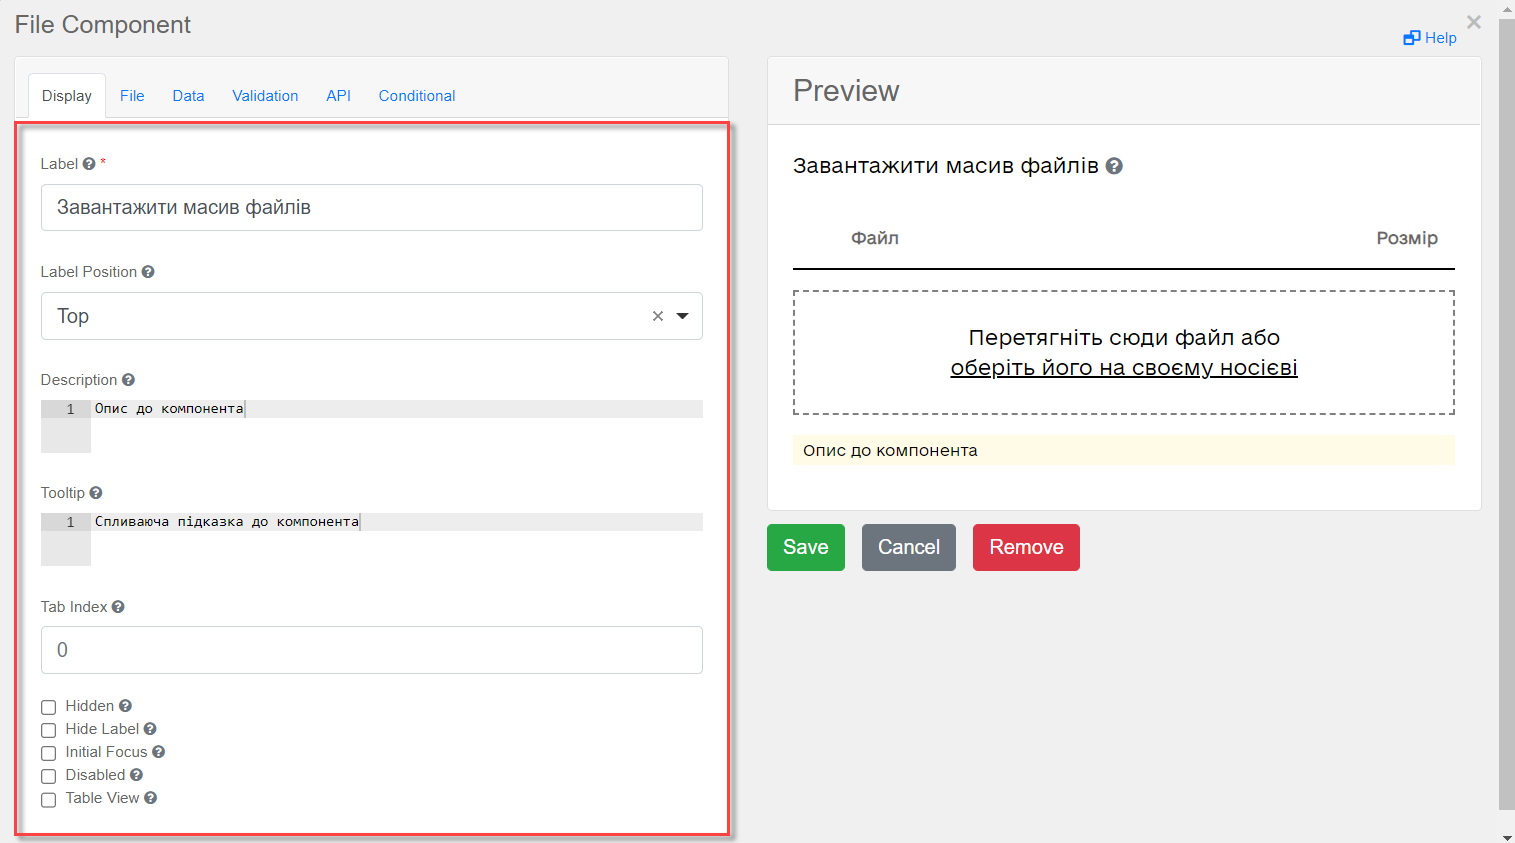 File Component
Help
Display File Data Validation API Conditional
Label *
Завантажити масив файлів
Label Position
Top
Description
1 Опис до компонента
Tooltip
1 Спливаюча підказка до компонента
Tab Index
0
Hidden
Hide Label
Initial Focus
Disabled
Table View
Preview
Завантажити масив файлів
Файл Розмір
Перетягніть сюди файл або
оберіть його на своєму носієві
Опис до компонента
Save Cancel Remove